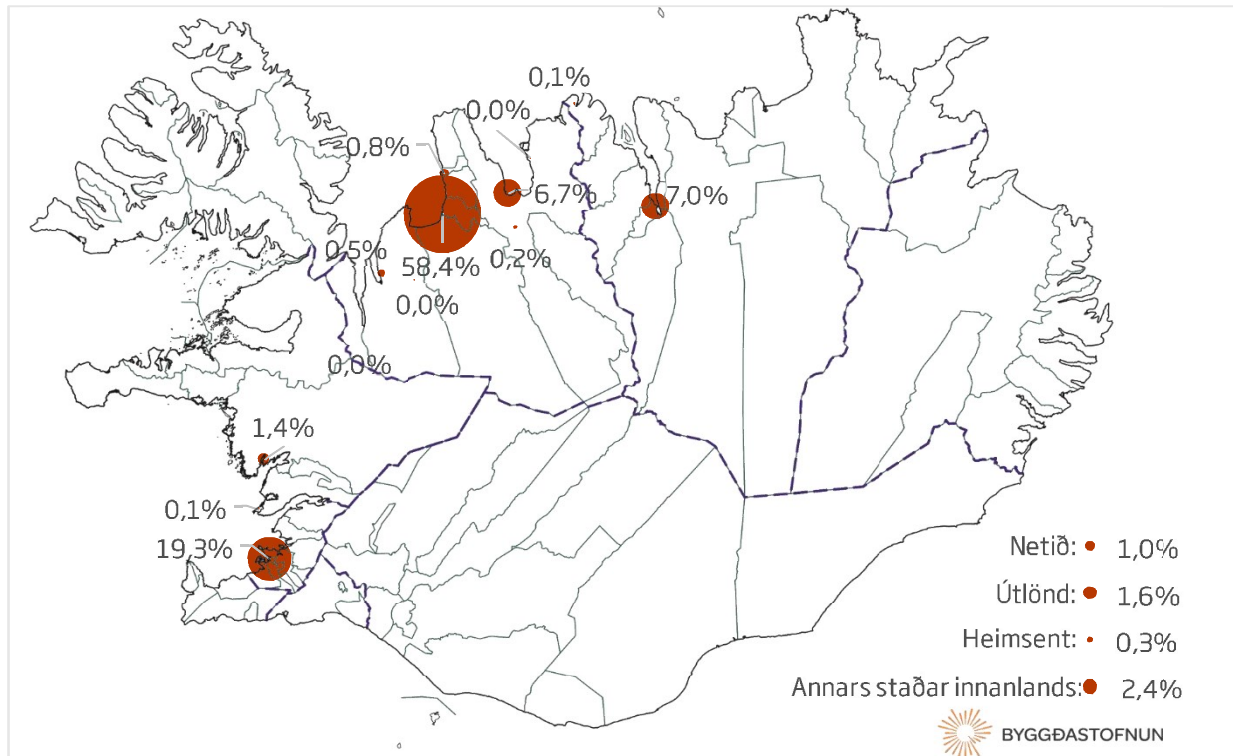 0,1%
0,0%
0,8%
6,7%
7,0%
0,5%
58,4%
0,2%
0,0%
0,0%
1,4%
0,1%
19,3%
Netið: 1,0%
Útlönd: 1,6%
Heimsent: 0,3%
Annars staðar innanlands: 2,4%
BYGGÐASTOFNUN